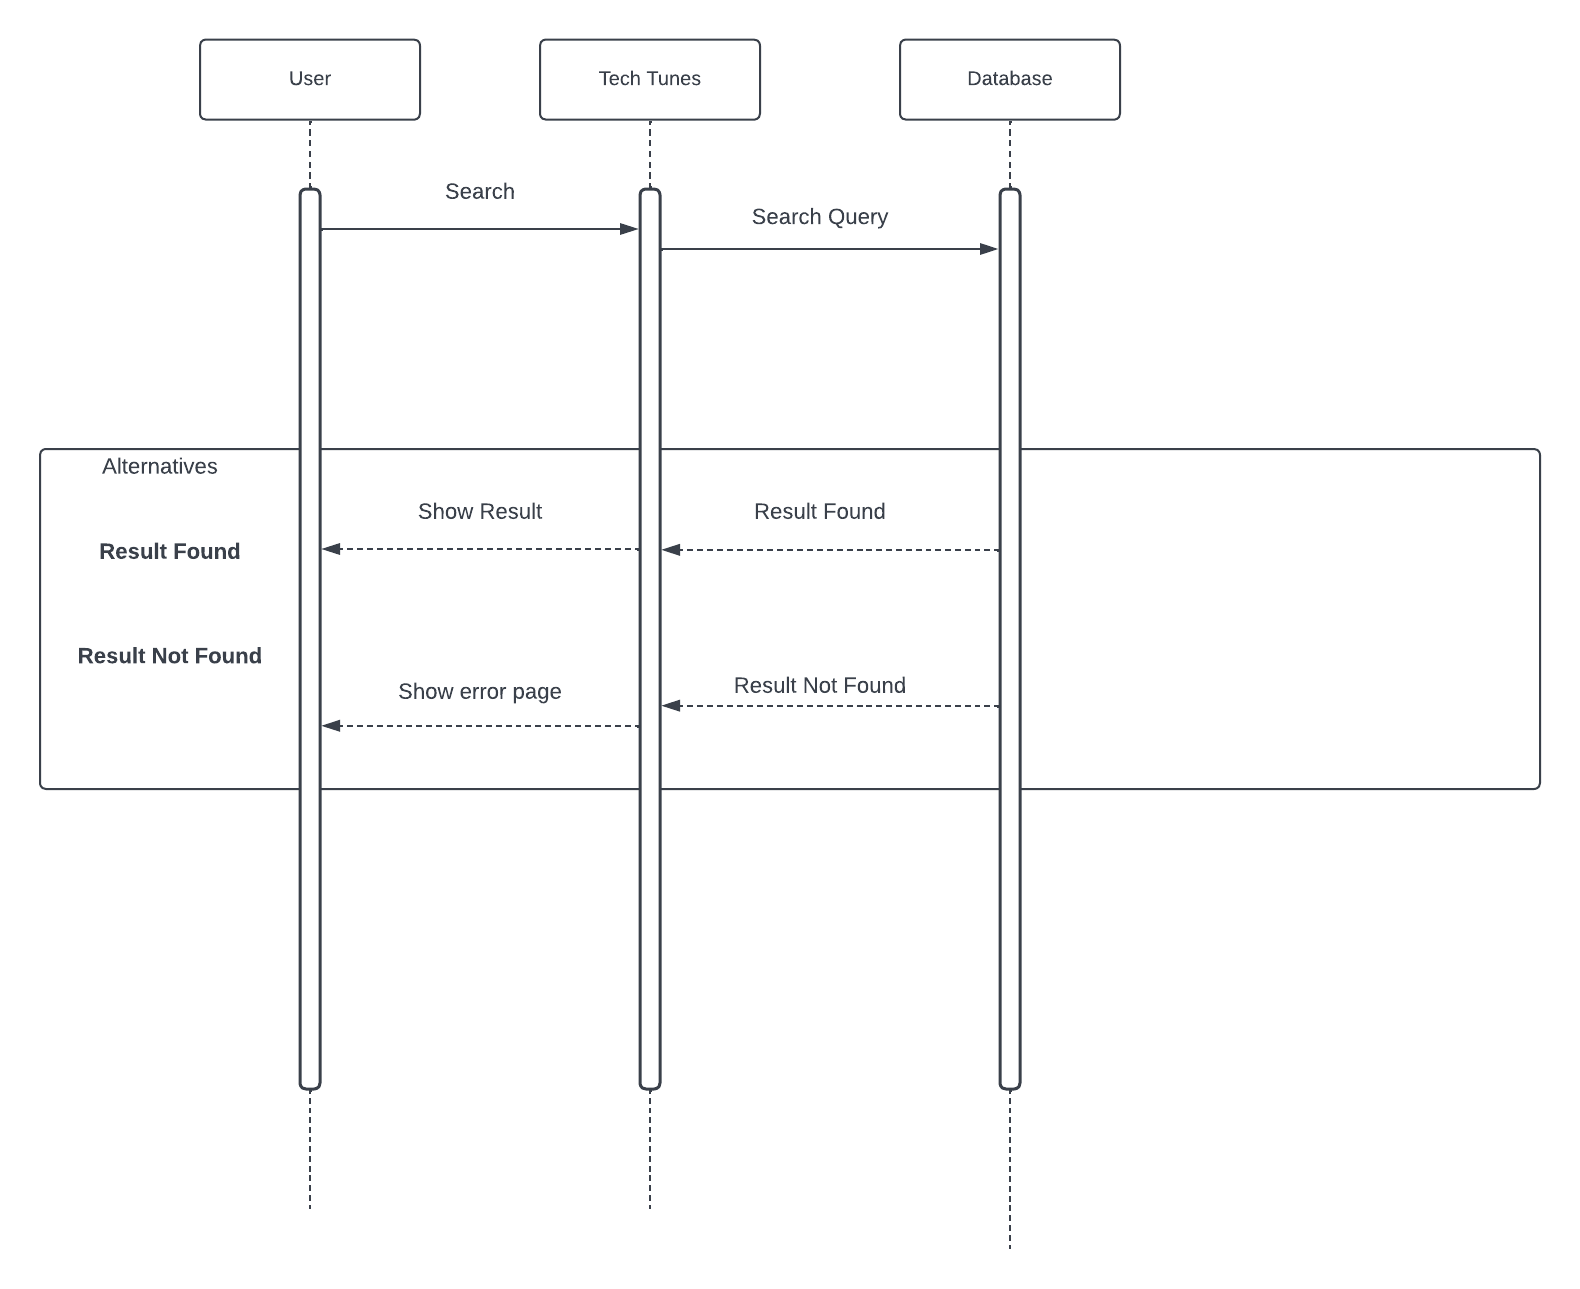 User
Tech Tunes
Database
Search
Search Query
Alternatives
Show Result
Result Found
Result Found
Result Not Found
Show error page
Result Not Found